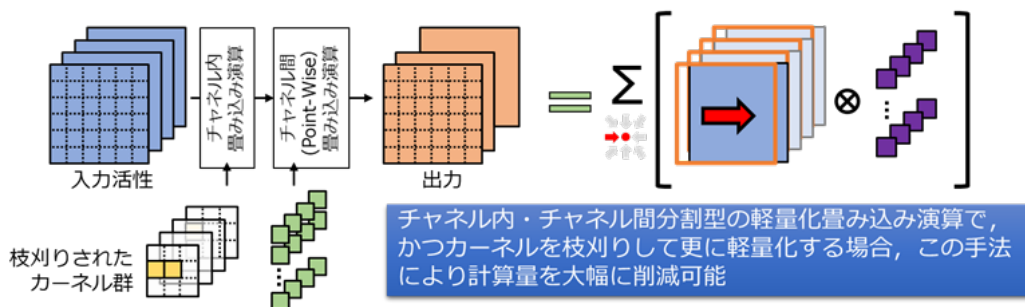 チャネル内
畳み込み演算
チャネル間
(Point-Wise)
畳み込み演算
入力活性
出力
=
Σ
⊗
⋮
枝刈りされた
カーネル群
チャネル内・チャネル間分割型の軽量化畳み込み演算で，
かつカーネルを枝刈りして更に軽量化する場合，この手法
により計算量を大幅に削減可能